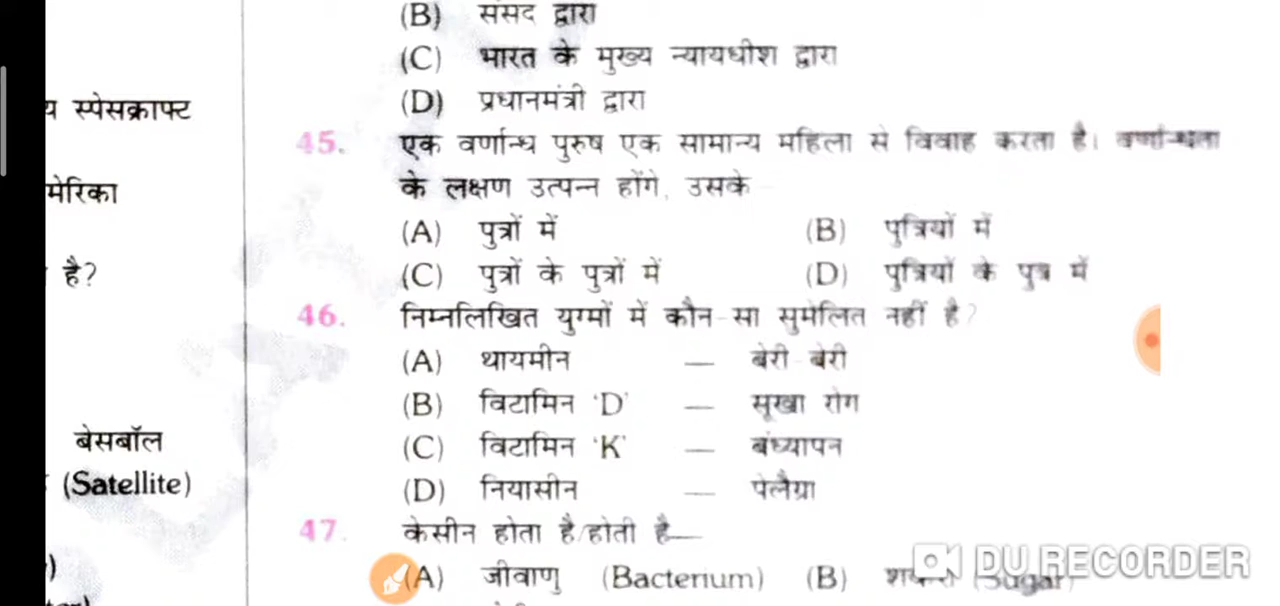 य स्पेसक्राफ्ट
मेरिका
है?
बेसबॉल
(Satellite)
(B) संसद द्वारा
(C) भारत के मुख्य न्यायधीश द्वारा
(D) प्रधानमंत्री द्वारा
45. एक वर्णान्ध पुरुष एक सामान्य महिला से विवाह करता है। वर्णान्धता
के लक्षण उत्पन्न होंगे, उसके
(A) पुत्रों में (B) पुत्रियों में
(C) पुत्रों के पुत्रों में (D) पुत्रियों के पुत्र में
46. निम्नलिखित युग्मों में कौन-सा सुमेलित नहीं है?
(A) थायमीन — बेरी-बेरी
(B) विटामिन 'D' — सूखा रोग
(C) विटामिन 'K' — बंध्यापन
(D) नियासीन — पेलैग्रा
47. केसीन होता है/होती है—
(A) जीवाणु (Bacterium) (B) (Sugar)
DU RECORDER